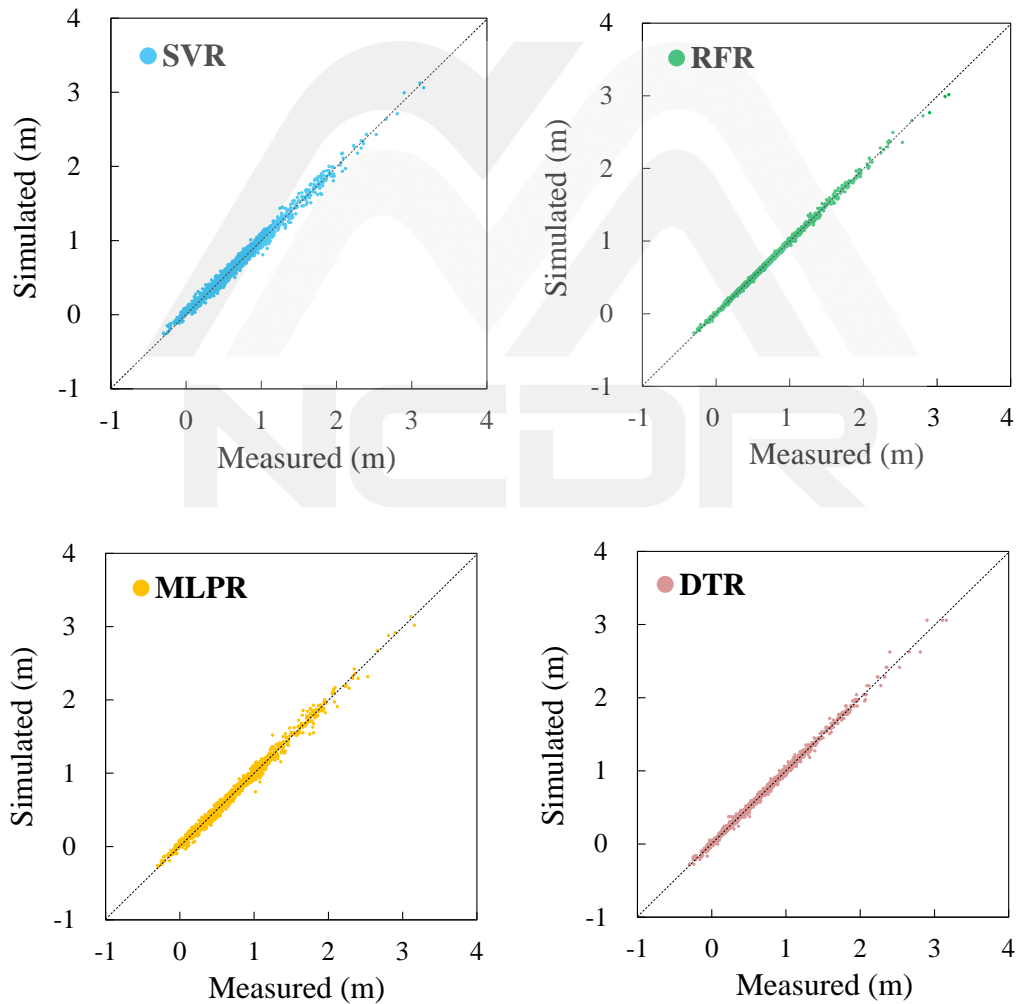 4
SVR
3
2
1
0
-1
-1 0 1 2 3 4
Simulated (m)
Measured (m)
4
RFR
3
2
1
0
-1
-1 0 1 2 3 4
Simulated (m)
Measured (m)
NCDR
4
MLPR
3
2
1
0
-1
-1 0 1 2 3 4
Simulated (m)
Measured (m)
4
DTR
3
2
1
0
-1
-1 0 1 2 3 4
Simulated (m)
Measured (m)